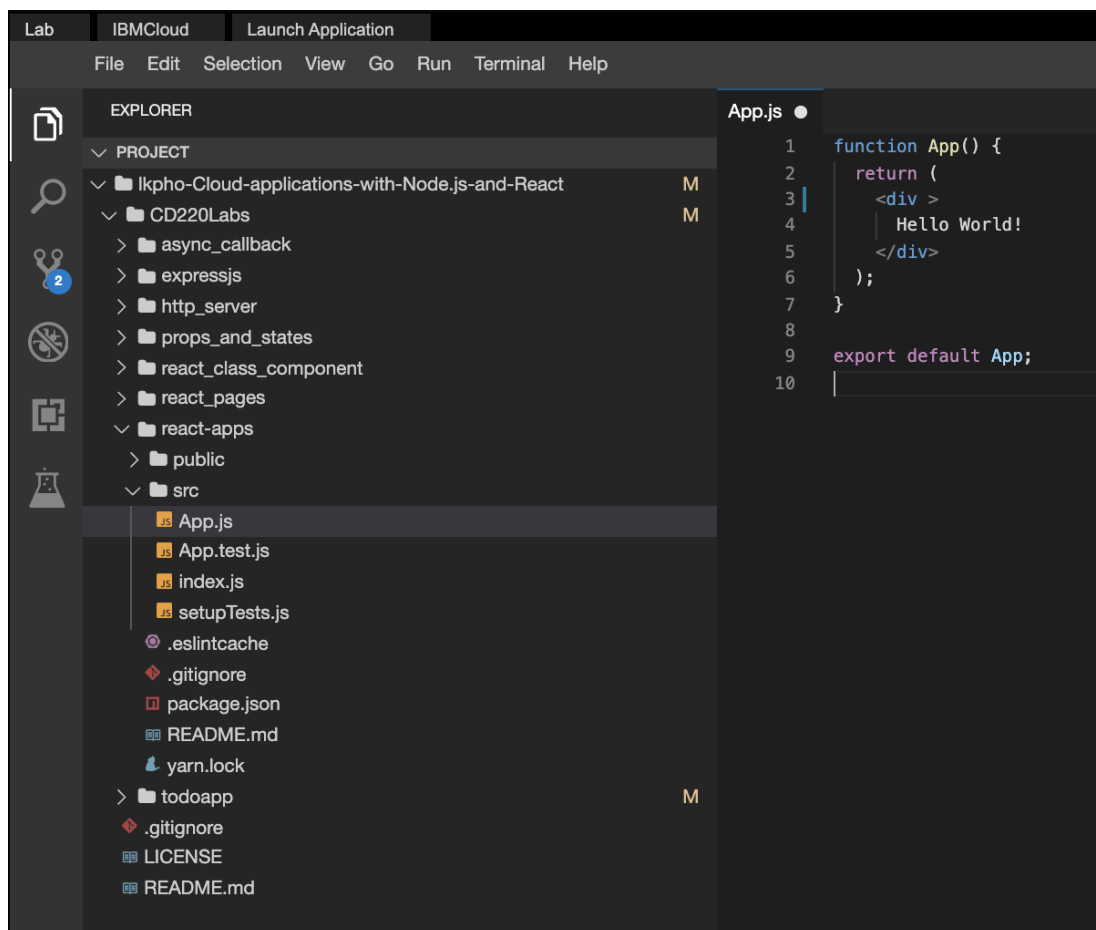 Lab IBMCloud Launch Application
File Edit Selection View Go Run Terminal Help
EXPLORER
PROJECT
lkpho-Cloud-applications-with-Node.js-and-React M
CD220Labs M
async_callback
expressjs
http_server
2
props_and_states
react_class_component
react_pages
react-apps
public
src
JS App.js
JS App.test.js
JS index.js
JS setupTests.js
.eslintcache
.gitignore
package.json
README.md
yarn.lock
todoapp M
.gitignore
LICENSE
README.md
App.js
1 function App() {
2 return (
3 <div >
4 Hello World!
5 </div>
6 );
7 }
8
9 export default App;
10